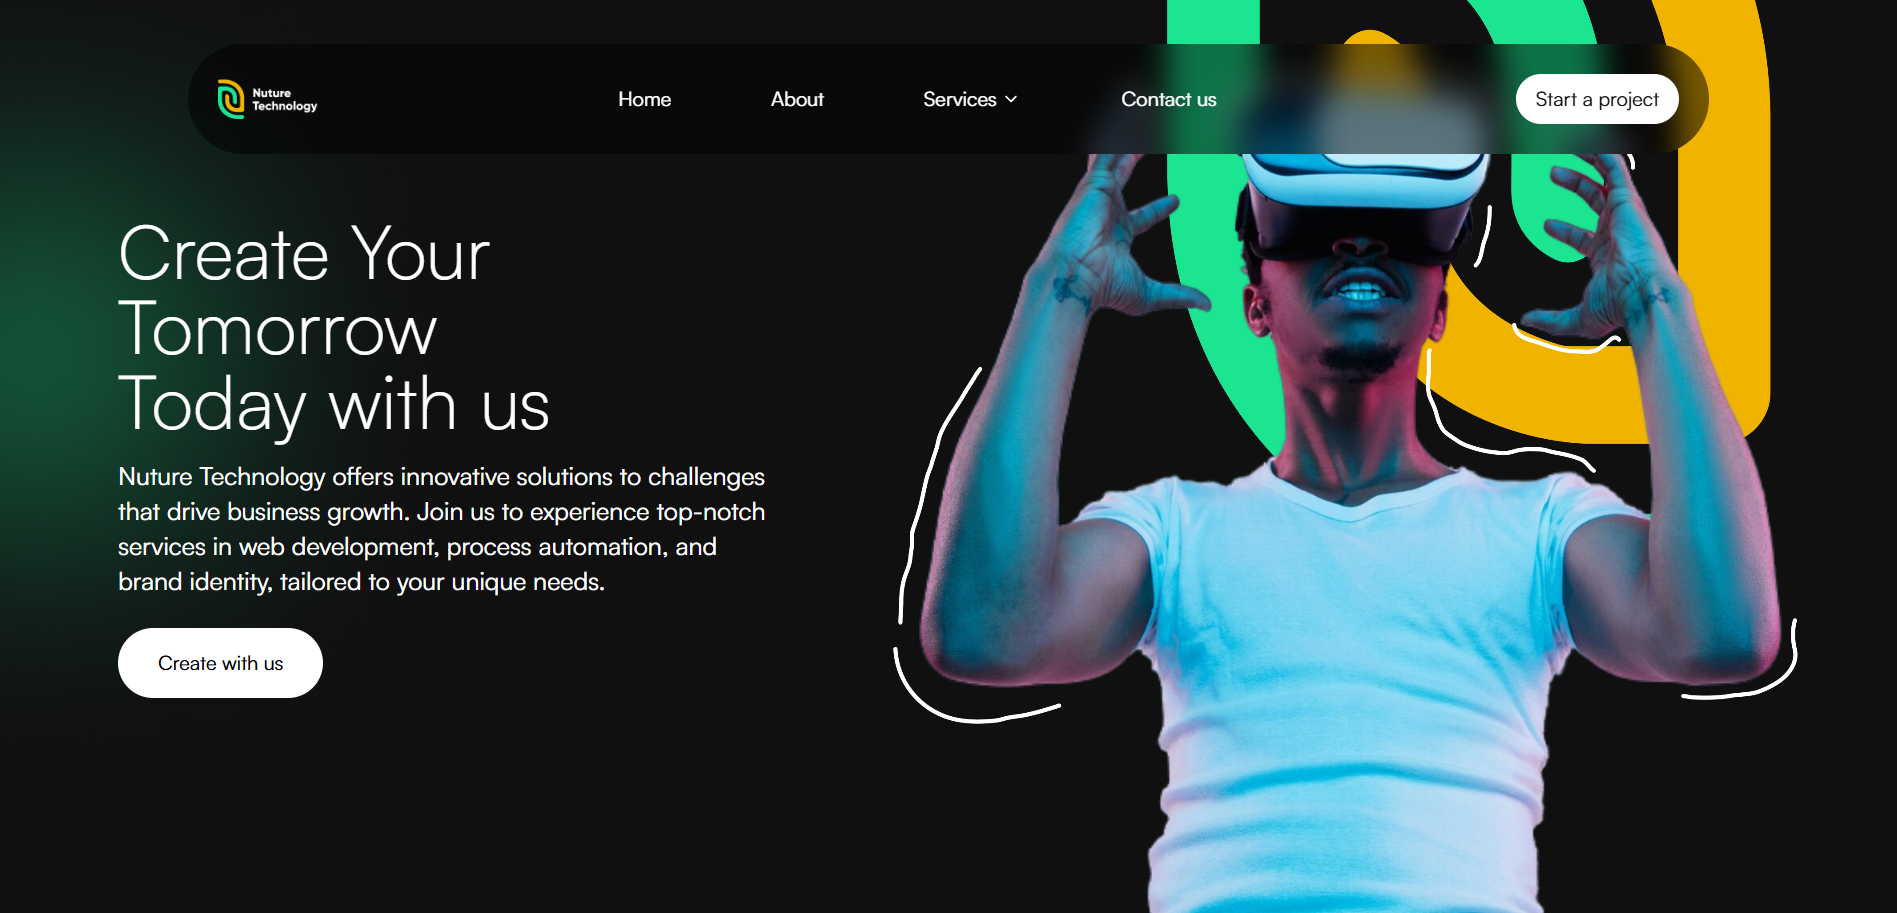 Nuture
Technology
Home
About
Services
Contact us
Start a project
Create Your
Tomorrow
Today with us
Nuture Technology offers innovative solutions to challenges
that drive business growth. Join us to experience top-notch
services in web development, process automation, and
brand identity, tailored to your unique needs.
Create with us